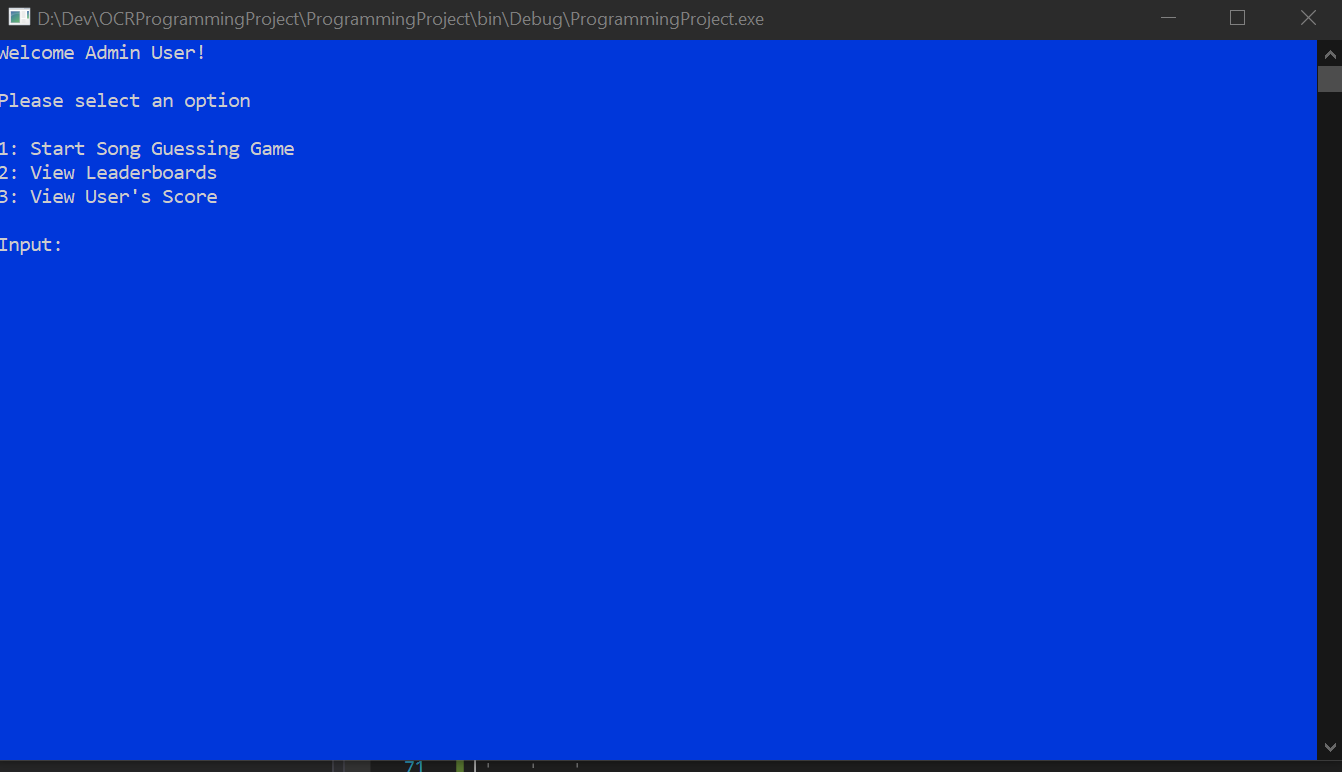 D:\Dev\OCRProgrammingProject\ProgrammingProject\bin\Debug\ProgrammingProject.exe
Welcome Admin User!
Please select an option
1: Start Song Guessing Game
2: View Leaderboards
3: View User's Score
Input:
71